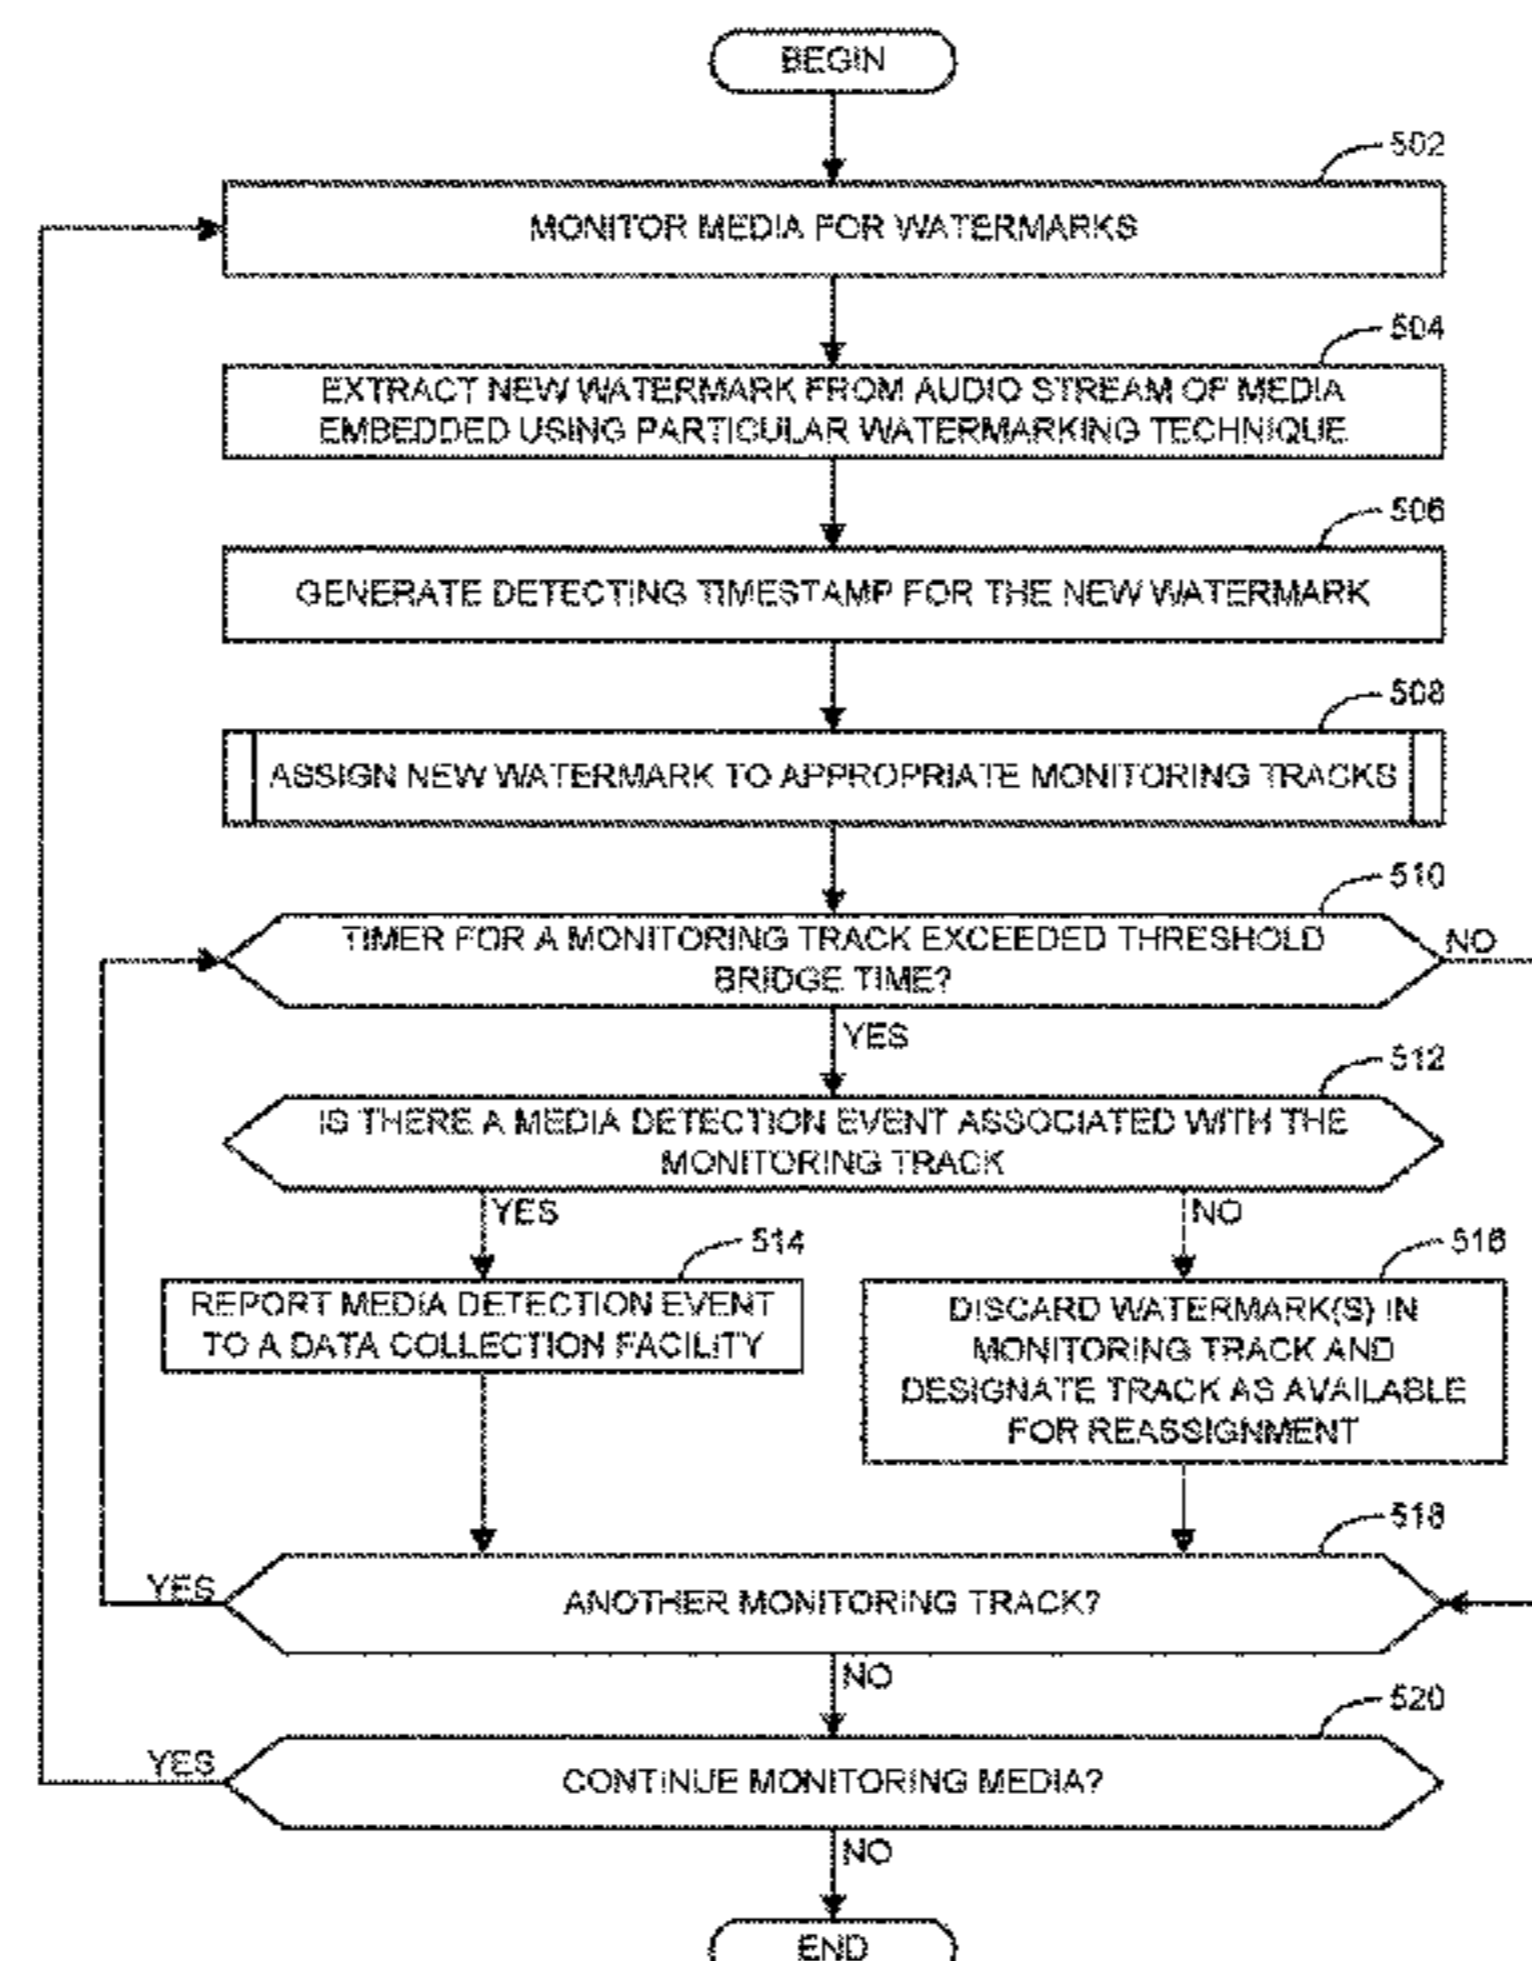 BEGIN
502
MONITOR MEDIA FOR WATERMARKS
504
EXTRACT NEW WATERMARK FROM AUDIO STREAM OF MEDIA
EMBEDDED USING PARTICULAR WATERMARKING TECHNIQUE
506
GENERATE DETECTING TIMESTAMP FOR THE NEW WATERMARK
508
ASSIGN NEW WATERMARK TO APPROPRIATE MONITORING TRACKS
510
TIMER FOR A MONITORING TRACK EXCEEDED THRESHOLD
BRIDGE TIME?
NO
YES
512
IS THERE A MEDIA DETECTION EVENT ASSOCIATED WITH THE
MONITORING TRACK
YES
NO
514
REPORT MEDIA DETECTION EVENT
TO A DATA COLLECTION FACILITY
516
DISCARD WATERMARK(S) IN
MONITORING TRACK AND
DESIGNATE TRACK AS AVAILABLE
FOR REASSIGNMENT
518
YES
ANOTHER MONITORING TRACK?
NO
520
YES
CONTINUE MONITORING MEDIA?
NO
END